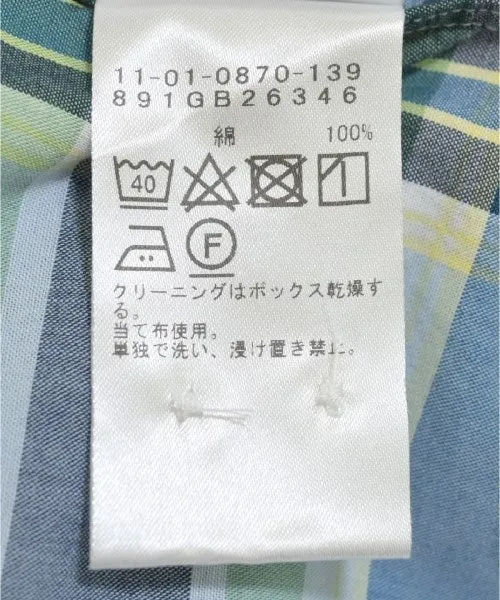 11-01-0870-139
891GB26346
綿 100%
40
F
クリーニングはボックス乾燥す
る。
当て布使用。
単独で洗い、浸け置き禁止。